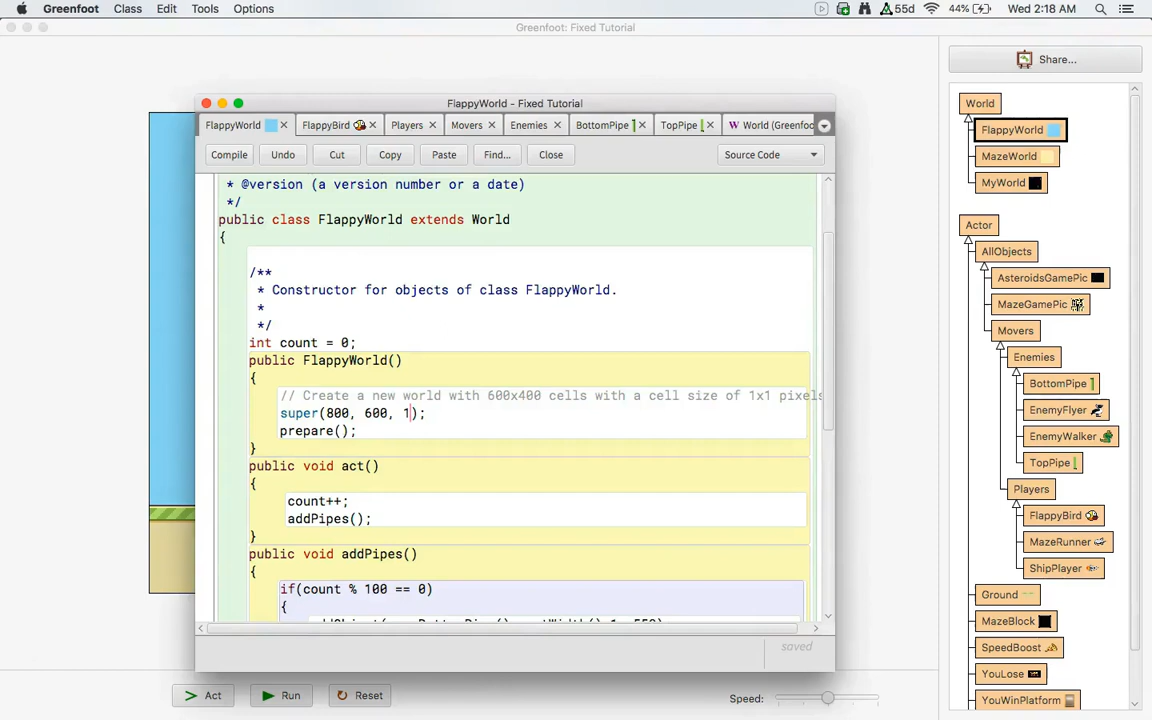 Greenfoot Class Edit Tools Options 55d 44% Wed 2:18 AM
Greenfoot: Fixed Tutorial
Share...
FlappyWorld - Fixed Tutorial
FlappyWorld FlappyBird Players Movers Enemies BottomPipe TopPipe W World (Greenfoo
Compile Undo Cut Copy Paste Find... Close Source Code
* @version (a version number or a date)
*/
public class FlappyWorld extends World
{
/**
* Constructor for objects of class FlappyWorld.
*
*/
int count = 0;
public FlappyWorld()
{
// Create a new world with 600x400 cells with a cell size of 1x1 pixels
super(800, 600, 1);
prepare();
}
public void act()
{
count++;
addPipes();
}
public void addPipes()
{
if(count % 100 == 0)
{
saved
World
FlappyWorld
MazeWorld
MyWorld
Actor
AllObjects
AsteroidsGamePic
MazeGamePic
Movers
Enemies
BottomPipe
EnemyFlyer
EnemyWalker
TopPipe
Players
FlappyBird
MazeRunner
ShipPlayer
Ground
MazeBlock
SpeedBoost
YouLose
YouWinPlatform
> Act Run Reset Speed: